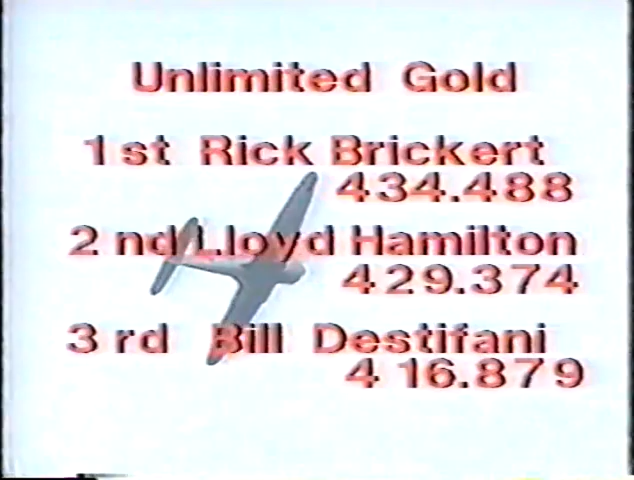 Unlimited Gold
1st Rick Brickert
434.488
2nd Lloyd Hamilton
429.374
3rd Bill Destifani
416.879